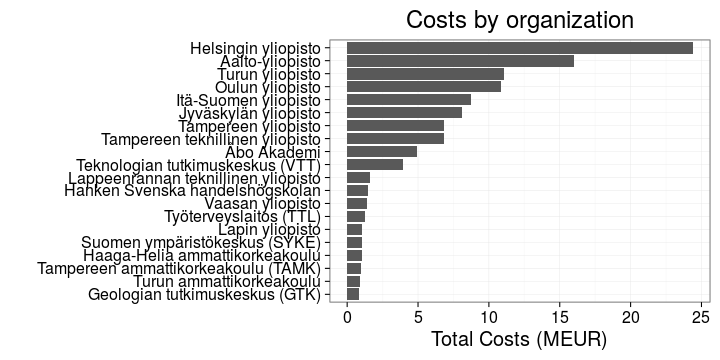 Costs by organization
Helsingin yliopisto
Aalto-yliopisto
Turun yliopisto
Oulun yliopisto
Itä-Suomen yliopisto
Jyväskylän yliopisto
Tampereen yliopisto
Tampereen teknillinen yliopisto
Åbo Akademi
Teknologian tutkimuskeskus (VTT)
Lappeenrannan teknillinen yliopisto
Hanken Svenska handelshögskolan
Vaasan yliopisto
Työterveyslaitos (TTL)
Lapin yliopisto
Suomen ympäristökeskus (SYKE)
Haaga-Helia ammattikorkeakoulu
Tampereen ammattikorkeakoulu (TAMK)
Turun ammattikorkeakoulu
Geologian tutkimuskeskus (GTK)
0 5 10 15 20 25
Total Costs (MEUR)